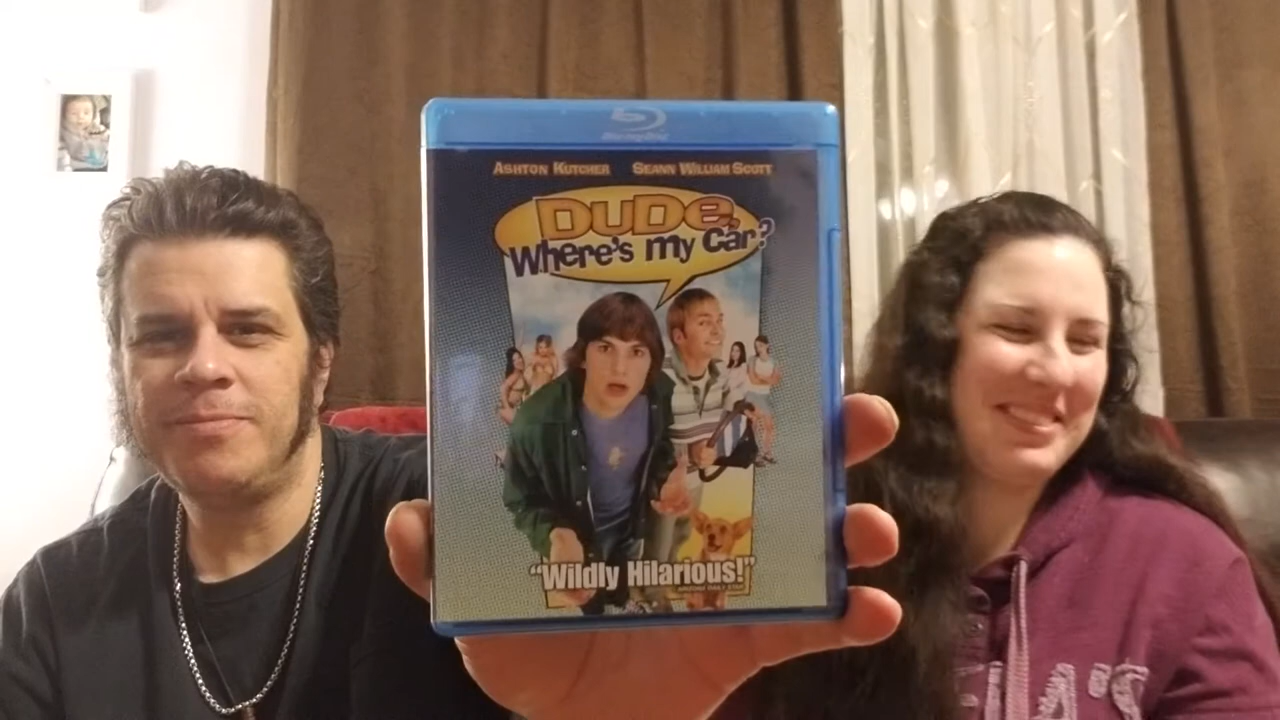 Blu-ray Disc
ASHTON KUTCHER SEANN WILLIAM SCOTT
DUDE,
WHERE'S MY CAR?
"Wildly Hilarious!"